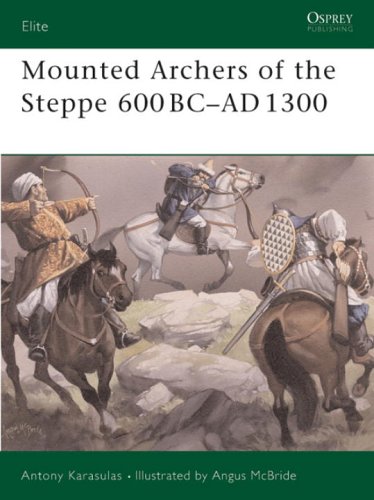 Elite
OSPREY
PUBLISHING
Mounted Archers of the
Steppe 600 BC–AD 1300
Antony Karasulas • Illustrated by Angus McBride